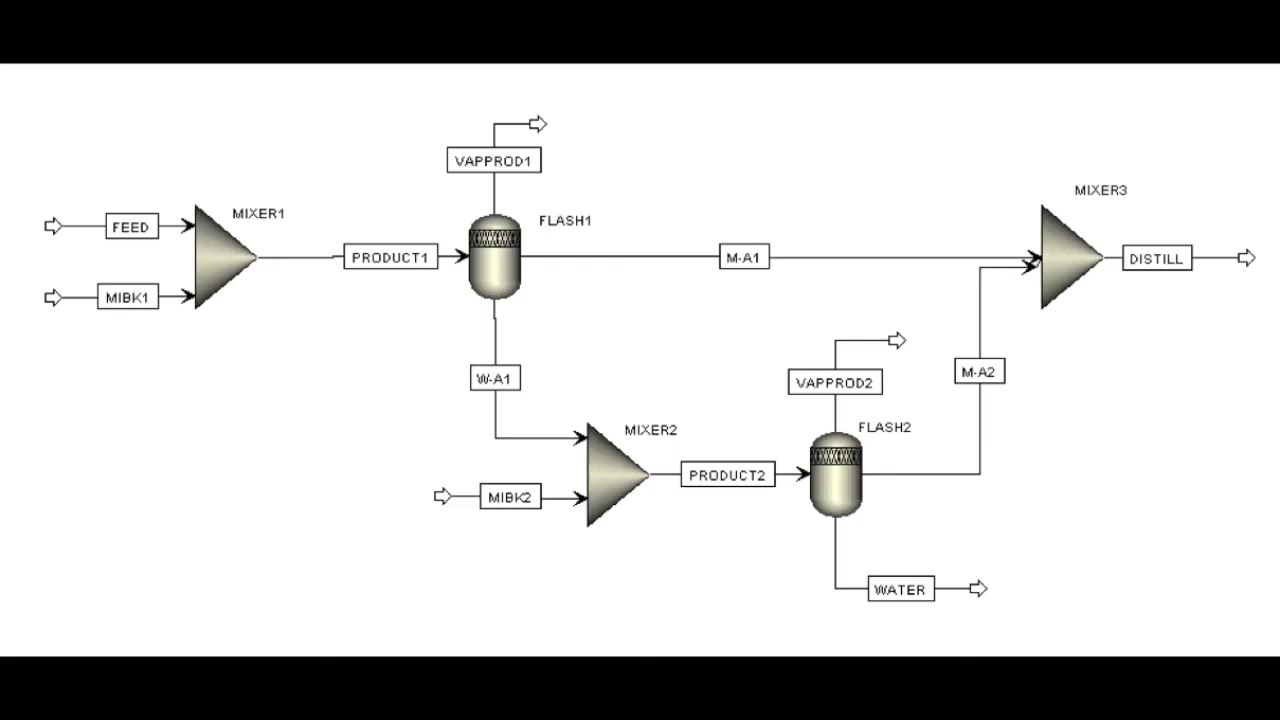 VAPPROD1
MIXER1
FLASH1
MIXER3
FEED
PRODUCT1
M-A1
DISTILL
MIBK1
W-A1
VAPPROD2
M-A2
MIXER2
FLASH2
PRODUCT2
MIBK2
WATER